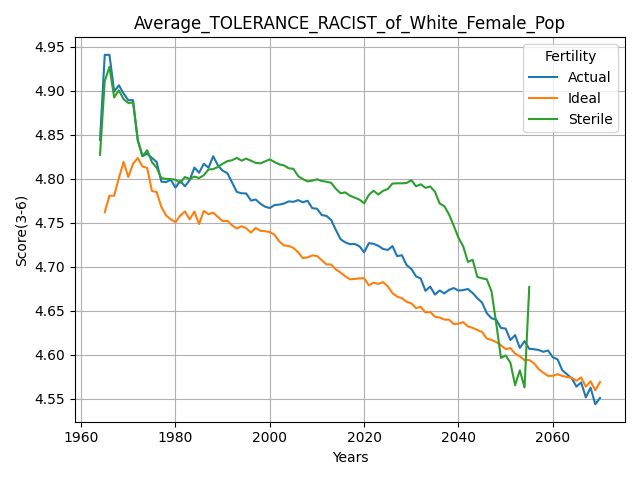 Average_TOLERANCE_RACIST_of_White_Female_Pop
Fertility
Actual
Ideal
Sterile
Score(3-6)
4.95
4.90
4.85
4.80
4.75
4.70
4.65
4.60
4.55
1960
1980
2000
2020
2040
2060
Years